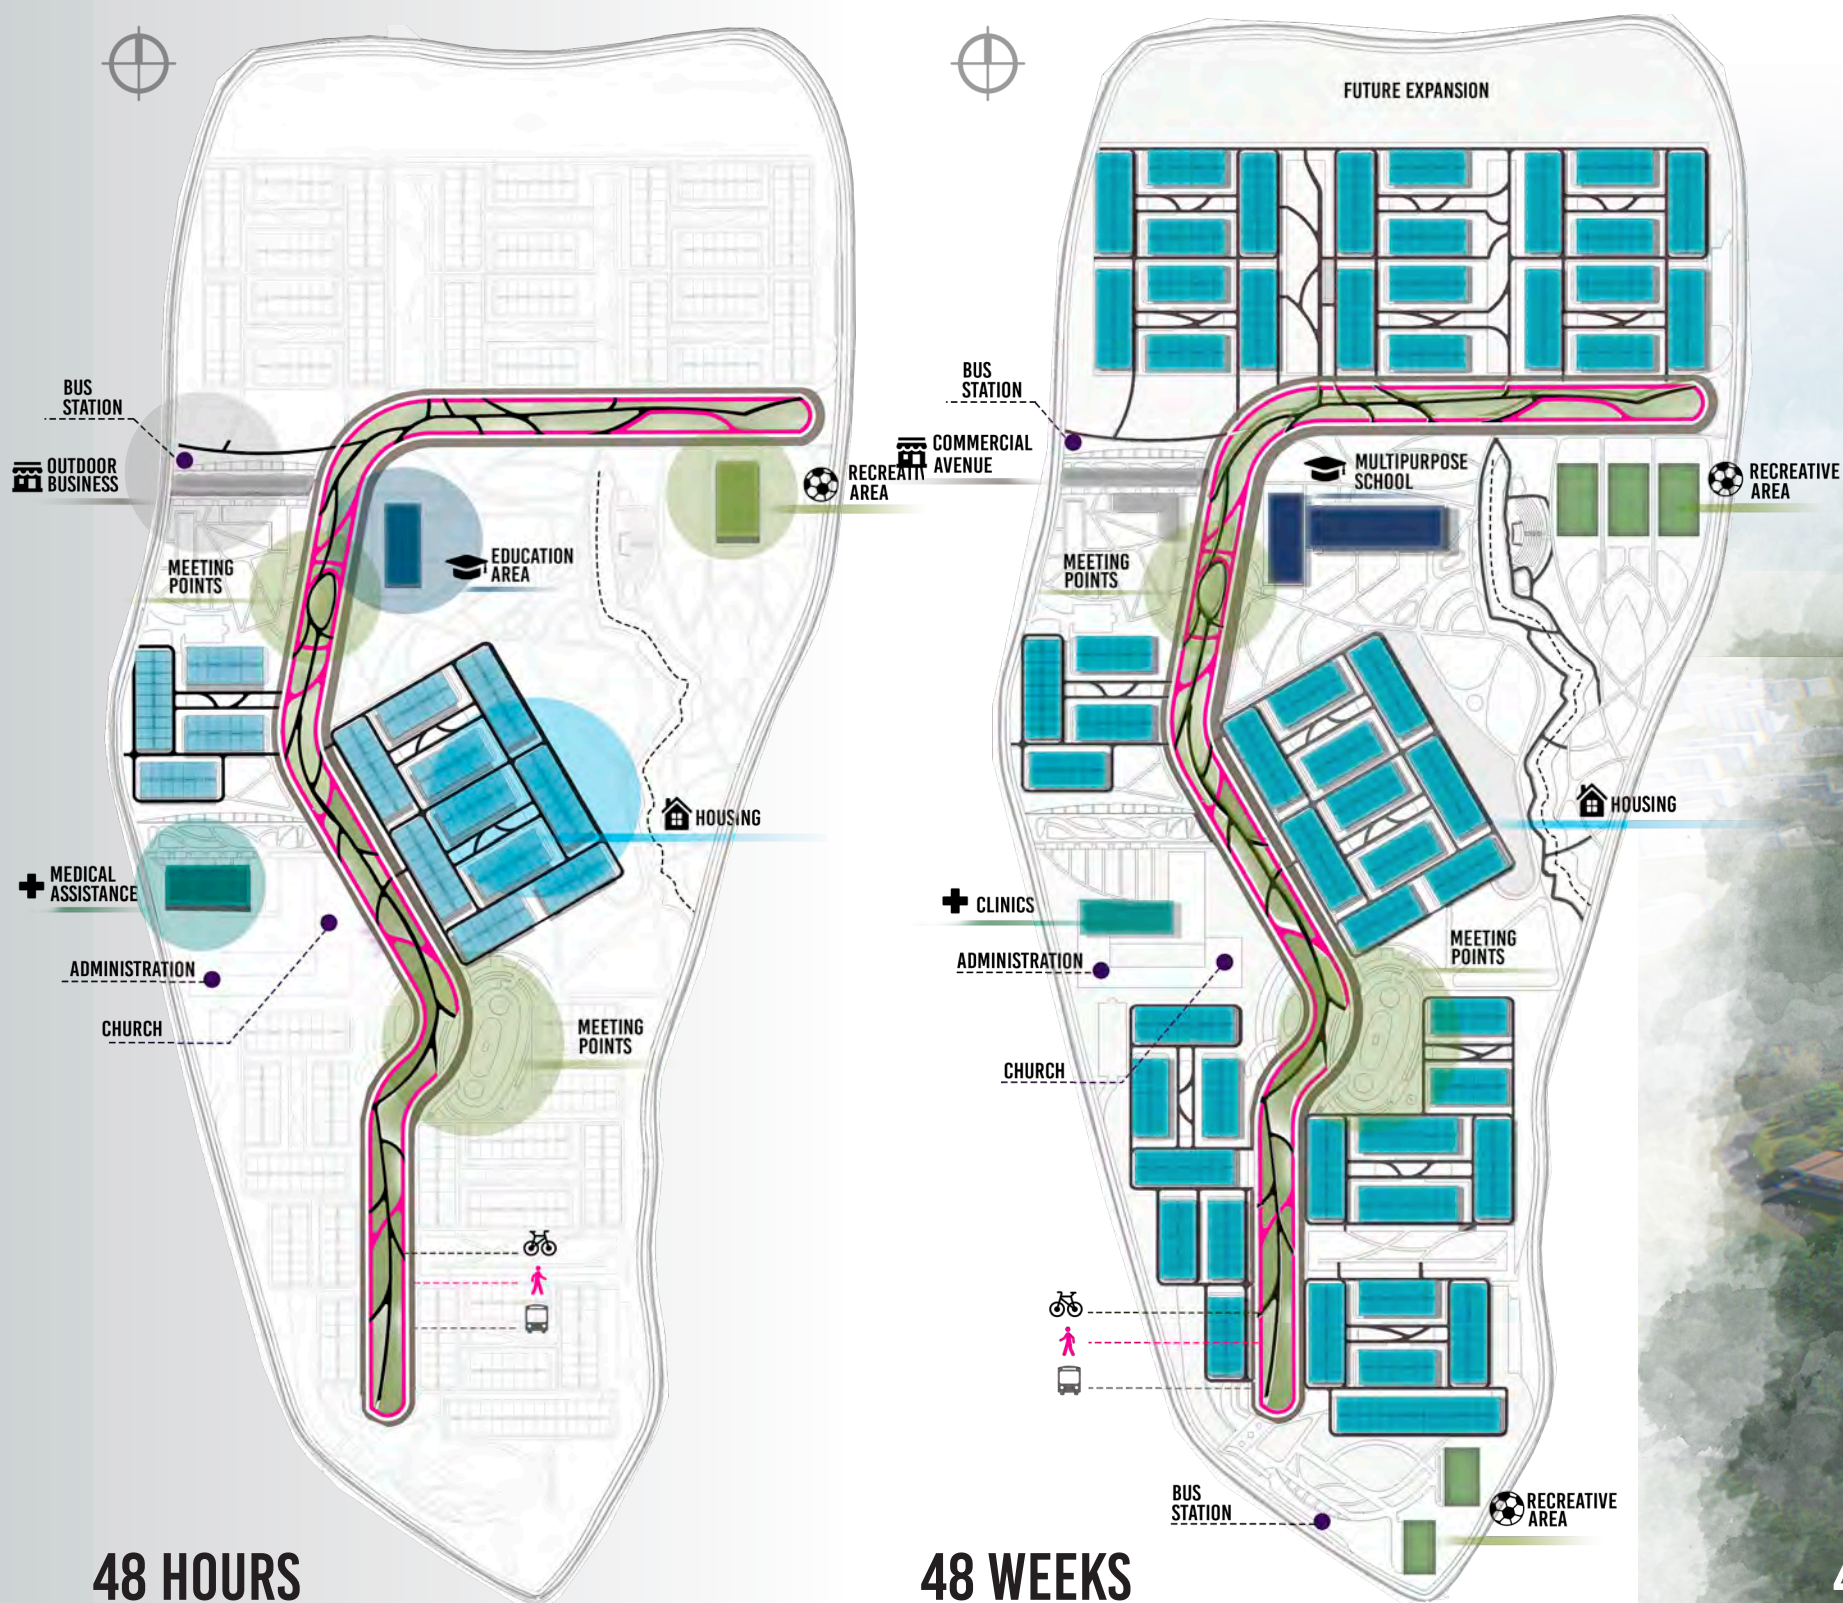 BUS
STATION
OUTDOOR
BUSINESS
MEETING
POINTS
EDUCATION
AREA
AREA
HOUSING
MEDICAL
ASSISTANCE
ADMINISTRATION
CHURCH
MEETING
POINTS
48 HOURS
FUTURE EXPANSION
BUS
STATION
COMMERCIAL
AVENUE
MULTIPURPOSE
SCHOOL
RECREATIVE
AREA
MEETING
POINTS
HOUSING
CLINICS
ADMINISTRATION
MEETING
POINTS
CHURCH
BUS
STATION
RECREATIVE
AREA
48 WEEKS